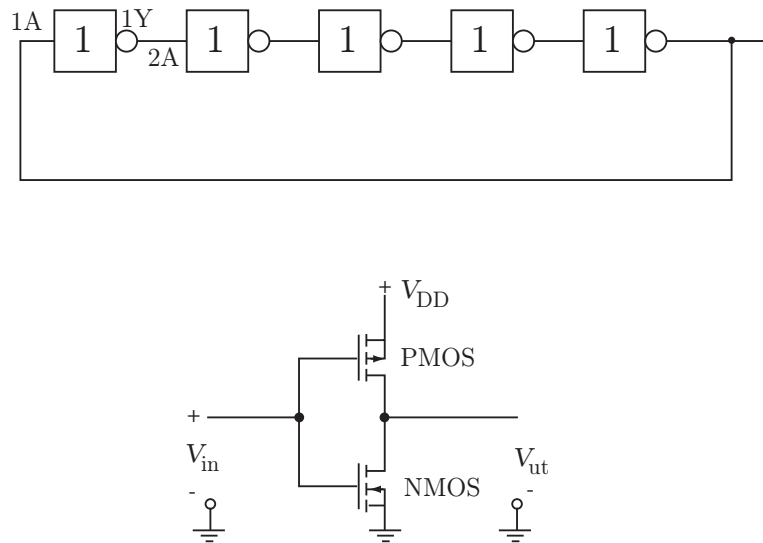 1A 1 1Y 1 1 1 1
2A
+ V_DD
PMOS
+
V_in V_ut
NMOS
- -